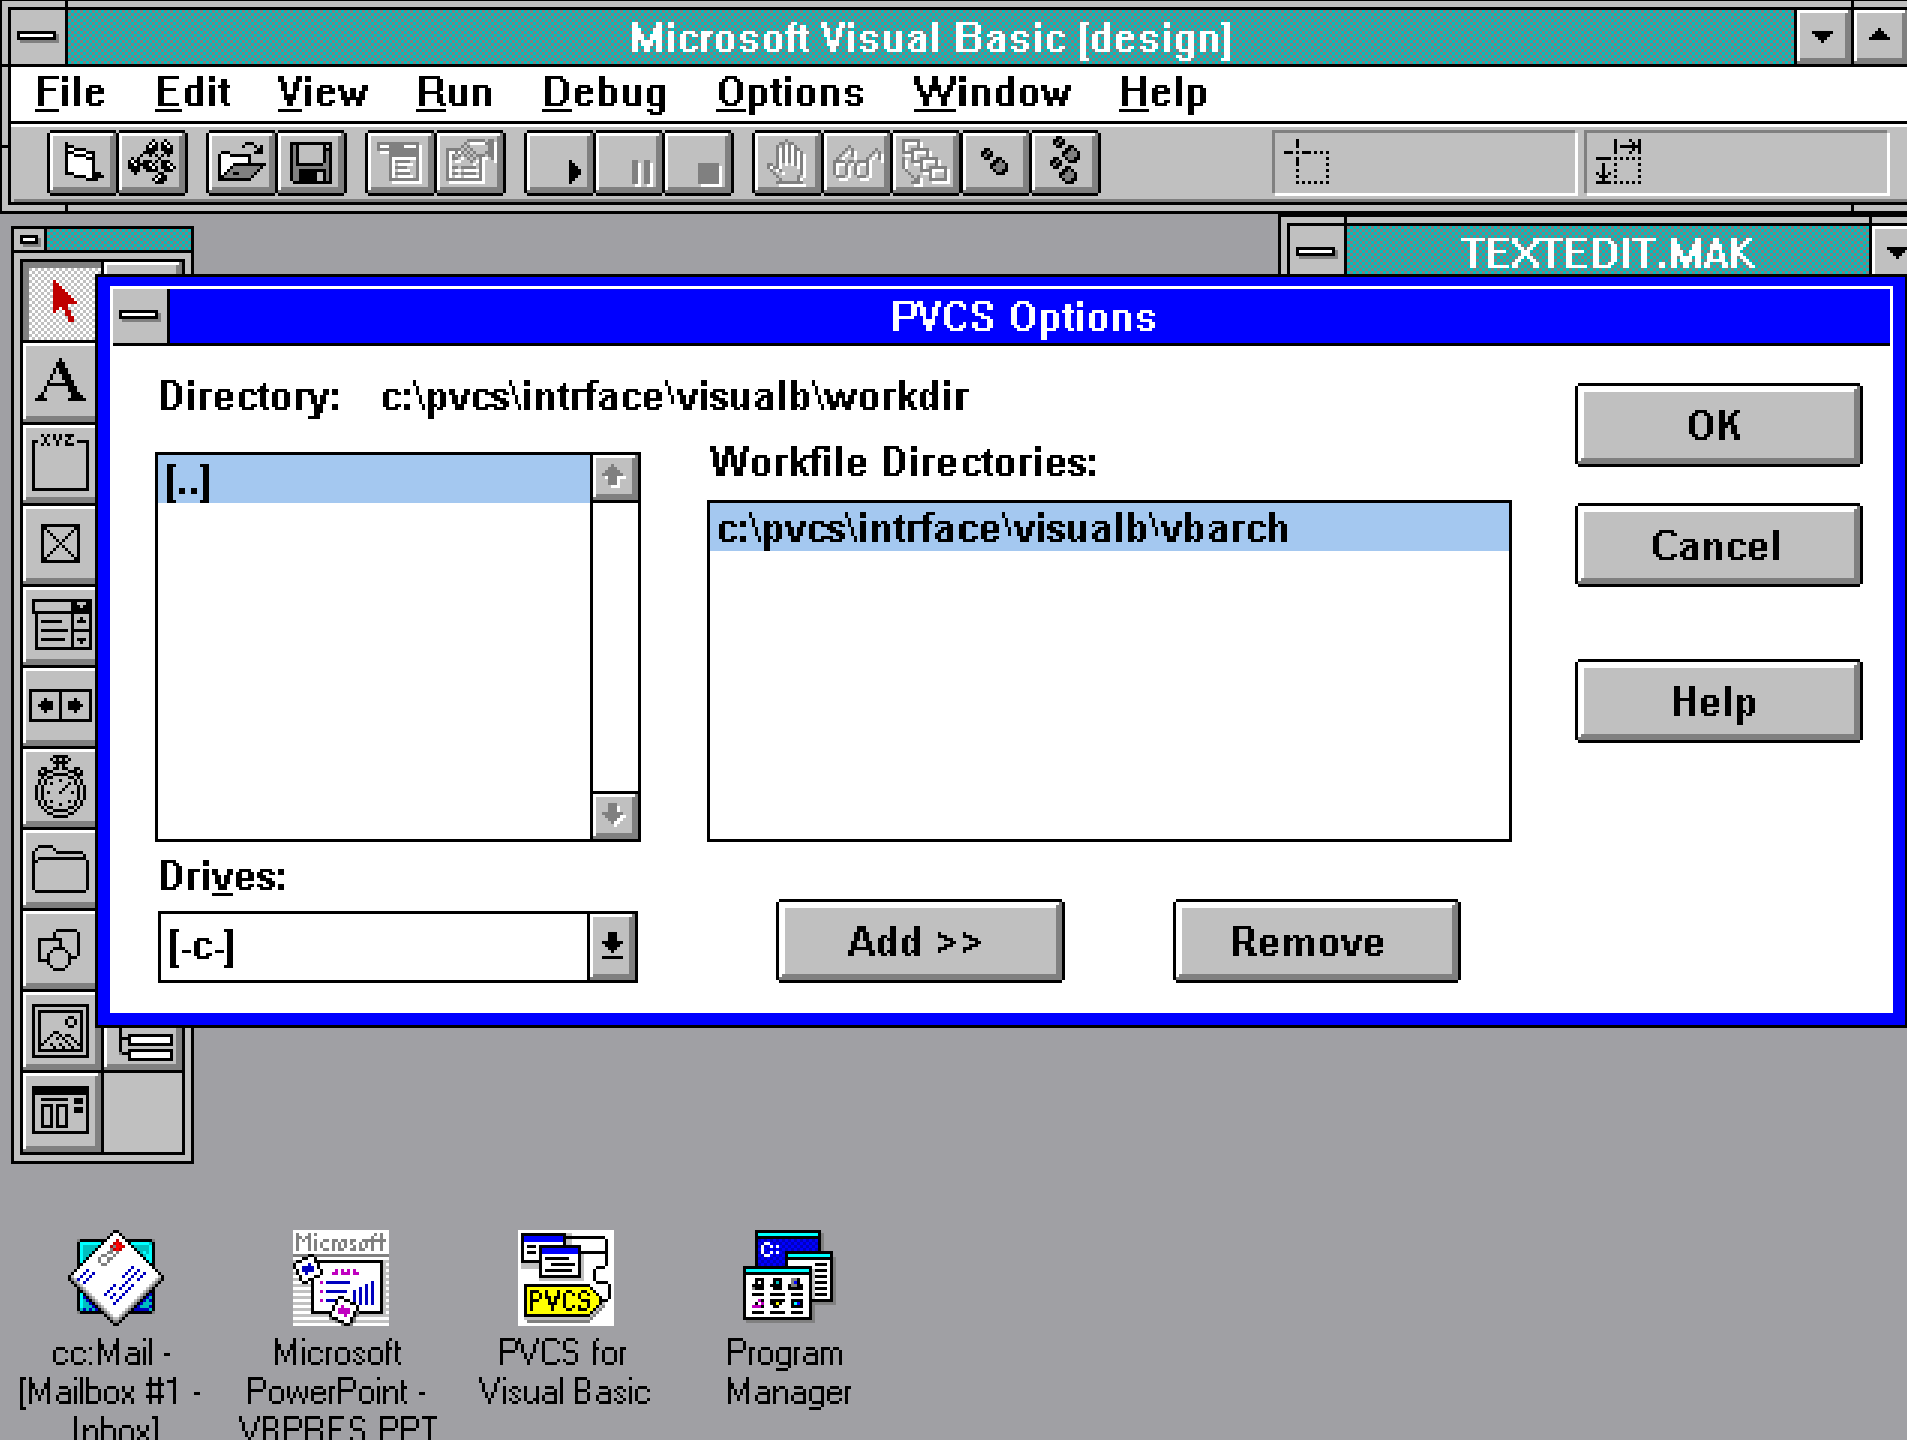 Microsoft Visual Basic [design]
File Edit View Run Debug Options Window Help
TEXTEDIT.MAK
A
XYZ
PVCS Options
Directory: c:\pvcs\intrface\visualb\workdir
[..]
Workfile Directories:
c:\pvcs\intrface\visualb\vbarch
OK
Cancel
Help
Drives:
[-c-]
Add >>
Remove
Microsoft
PVCS
C:
cc:Mail -
[Mailbox #1 -
Inbox]
Microsoft
PowerPoint -
VBPRES.PPT
PVCS for
Visual Basic
Program
Manager